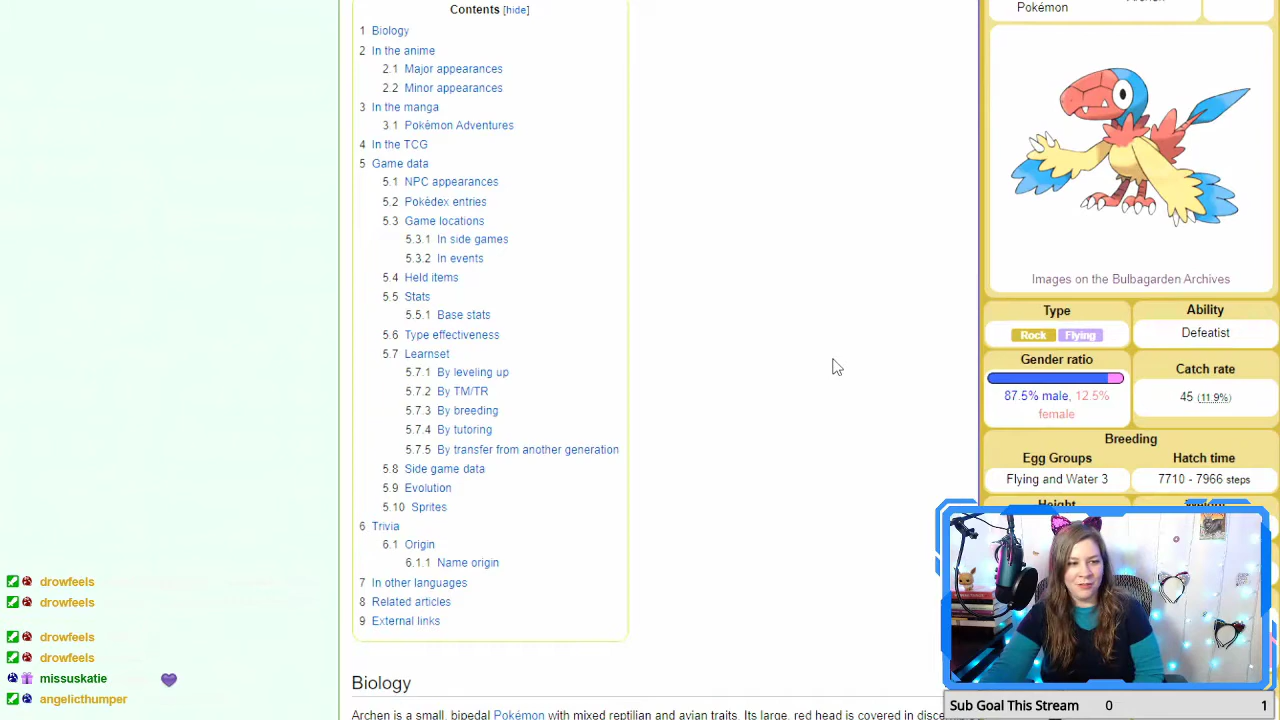 Contents [hide]
1 Biology
2 In the anime
2.1 Major appearances
2.2 Minor appearances
3 In the manga
3.1 Pokémon Adventures
4 In the TCG
5 Game data
5.1 NPC appearances
5.2 Pokédex entries
5.3 Game locations
5.3.1 In side games
5.3.2 In events
5.4 Held items
5.5 Stats
5.5.1 Base stats
5.6 Type effectiveness
5.7 Learnset
5.7.1 By leveling up
5.7.2 By TM/TR
5.7.3 By breeding
5.7.4 By tutoring
5.7.5 By transfer from another generation
5.8 Side game data
5.9 Evolution
5.10 Sprites
6 Trivia
6.1 Origin
6.1.1 Name origin
7 In other languages
8 Related articles
9 External links
Biology
Archen is a small, bipedal Pokémon with mixed reptilian and avian traits. Its large, red head is covered in
Pokémon
Archen
Images on the Bulbagarden Archives
Type
Rock Flying
Ability
Defeatist
Gender ratio
87.5% male, 12.5%
female
Catch rate
45 (11.9%)
Breeding
Egg Groups
Flying and Water 3
Hatch time
7710 - 7966 steps
Height
Weight
drowfeels
drowfeels
drowfeels
drowfeels
missuskatie
angelicthumper
Sub Goal This Stream 0 1